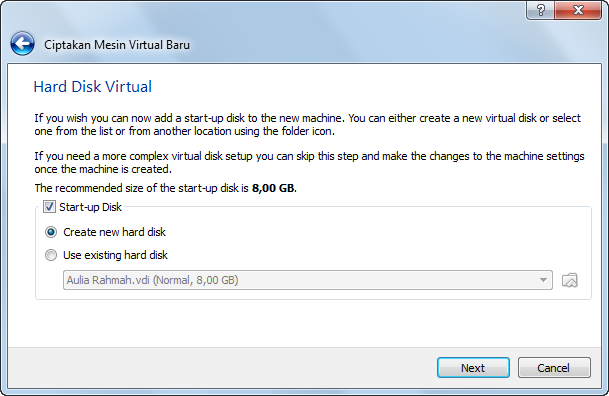 Ciptakan Mesin Virtual Baru
Hard Disk Virtual
If you wish you can now add a start-up disk to the new machine. You can either create a new virtual disk or select
one from the list or from another location using the folder icon.
If you need a more complex virtual disk setup you can skip this step and make the changes to the machine settings
once the machine is created.
The recommended size of the start-up disk is 8,00 GB.
Start-up Disk
Create new hard disk
Use existing hard disk
Aulia Rahmah.vdi (Normal, 8,00 GB)
Next
Cancel